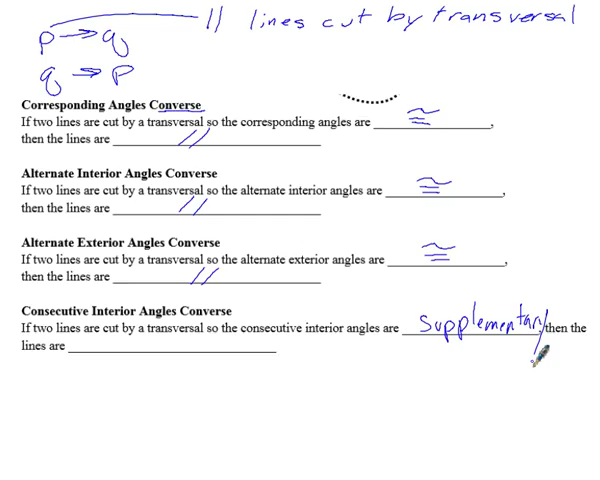 p → q // lines cut by transversal
q → p
Corresponding Angles Converse
If two lines are cut by a transversal so the corresponding angles are ≅,
then the lines are //
Alternate Interior Angles Converse
If two lines are cut by a transversal so the alternate interior angles are ≅,
then the lines are //
Alternate Exterior Angles Converse
If two lines are cut by a transversal so the alternate exterior angles are ≅,
then the lines are //
Consecutive Interior Angles Converse
If two lines are cut by a transversal so the consecutive interior angles are supplementary, then the
lines are